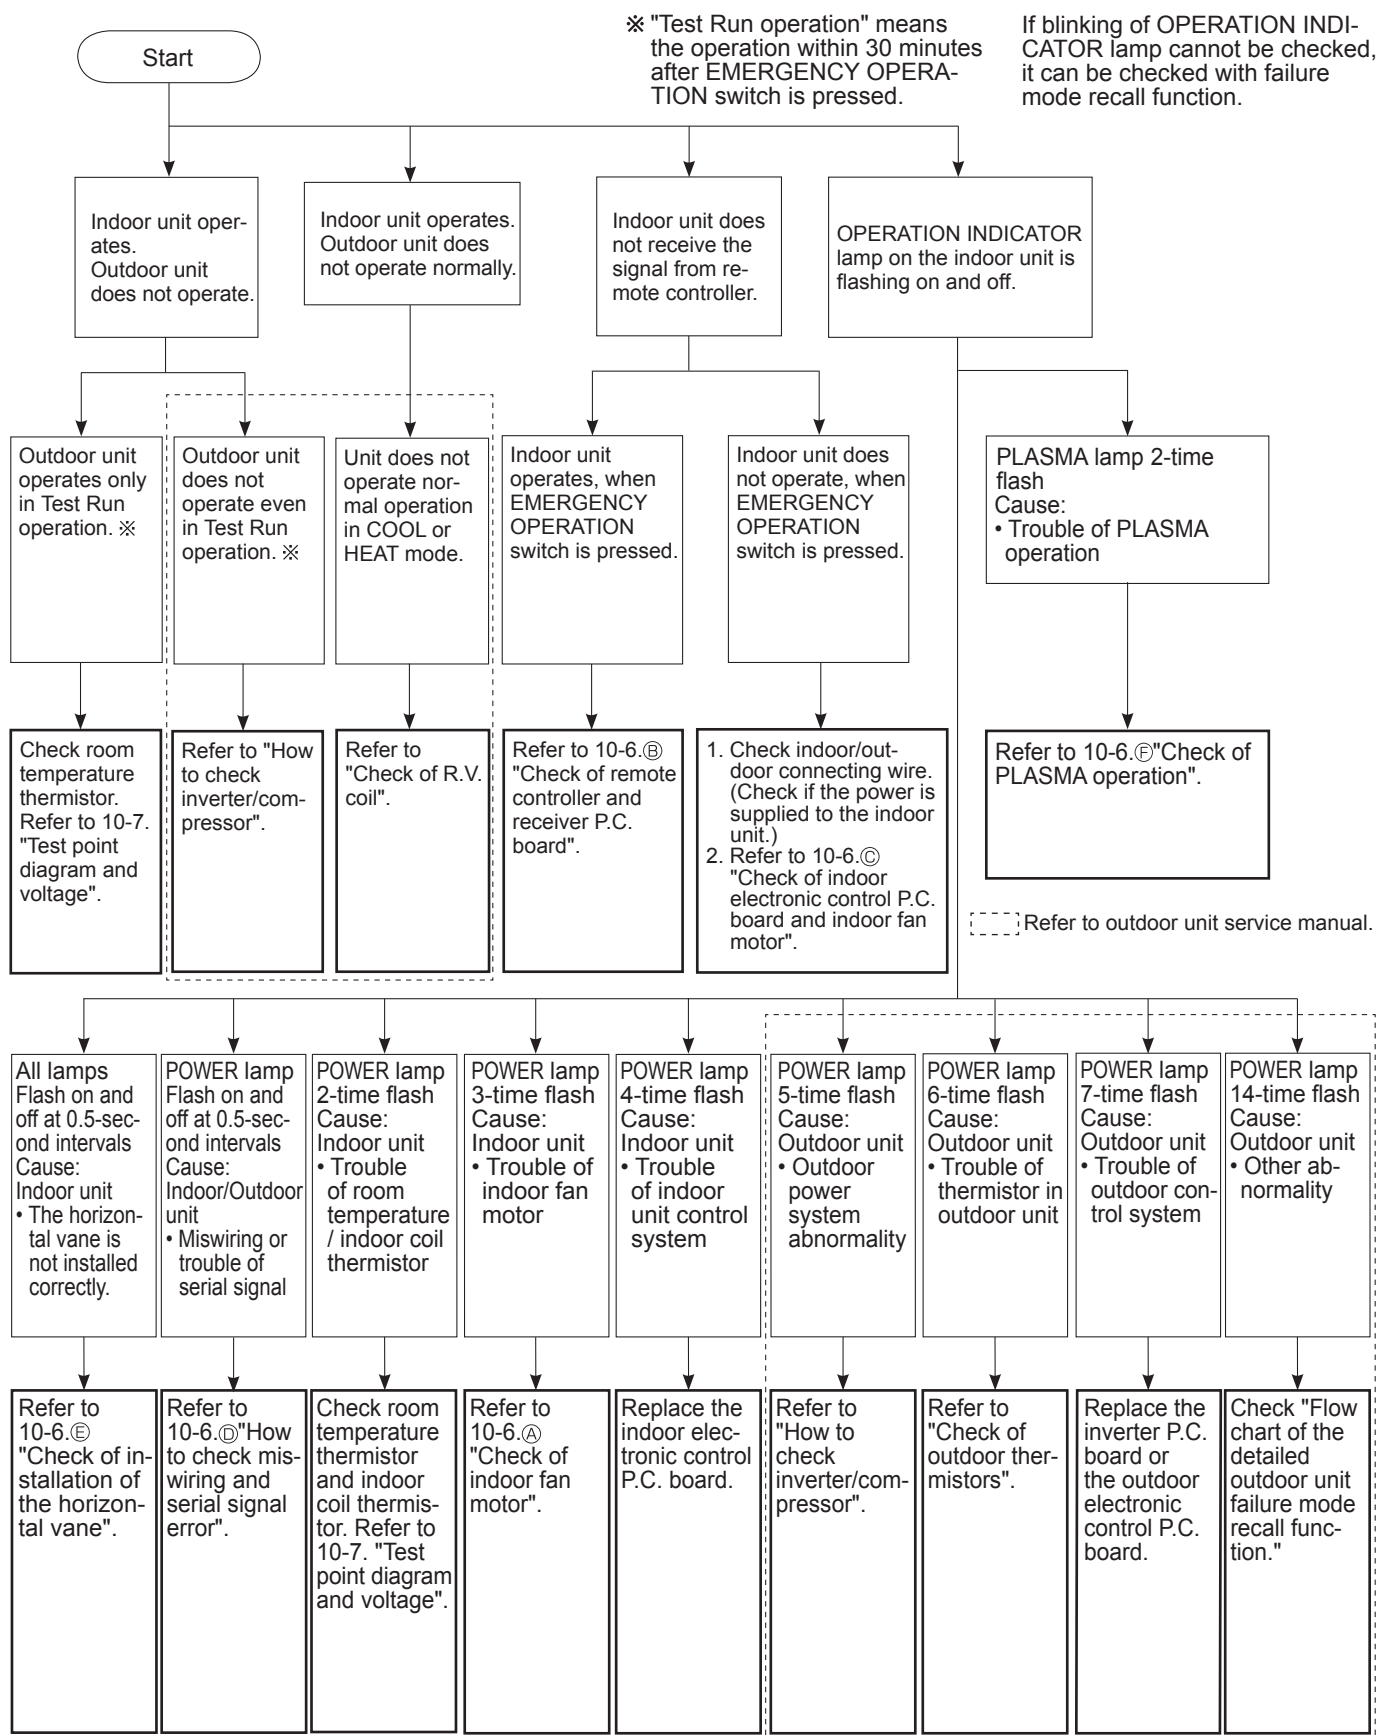 ※ "Test Run operation" means
the operation within 30 minutes
after EMERGENCY OPERA-
TION switch is pressed.
If blinking of OPERATION INDI-
CATOR lamp cannot be checked,
it can be checked with failure
mode recall function.
Start
Indoor unit oper-
ates.
Outdoor unit
does not operate.
Indoor unit operates.
Outdoor unit does
not operate normally.
Indoor unit does
not receive the
signal from re-
mote controller.
OPERATION INDICATOR
lamp on the indoor unit is
flashing on and off.
Outdoor unit
operates only
in Test Run
operation. ※
Outdoor unit
does not
operate even
in Test Run
operation. ※
Unit does not
operate nor-
mal operation
in COOL or
HEAT mode.
Indoor unit
operates, when
EMERGENCY
OPERATION
switch is pressed.
Indoor unit does
not operate, when
EMERGENCY
OPERATION
switch is pressed.
PLASMA lamp 2-time
flash
Cause:
• Trouble of PLASMA
operation
Check room
temperature
thermistor.
Refer to 10-7.
"Test point
diagram and
voltage".
Refer to "How
to check
inverter/com-
pressor".
Refer to
"Check of R.V.
coil".
Refer to 10-6.Ⓑ
"Check of remote
controller and
receiver P.C.
board".
1. Check indoor/out-
door connecting wire.
(Check if the power is
supplied to the indoor
unit.)
2. Refer to 10-6.Ⓒ
"Check of indoor
electronic control P.C.
board and indoor fan
motor".
Refer to 10-6.Ⓕ"Check of
PLASMA operation".
Refer to outdoor unit service manual.
All lamps
Flash on and
off at 0.5-sec-
ond intervals
Cause:
Indoor unit
• The horizon-
tal vane is
not installed
correctly.
POWER lamp
Flash on and
off at 0.5-sec-
ond intervals
Cause:
Indoor/Outdoor
unit
• Miswiring or
trouble of
serial signal
POWER lamp
2-time flash
Cause:
Indoor unit
• Trouble
of room
temperature
/ indoor coil
thermistor
POWER lamp
3-time flash
Cause:
Indoor unit
• Trouble of
indoor fan
motor
POWER lamp
4-time flash
Cause:
Indoor unit
• Trouble
of indoor
unit control
system
POWER lamp
5-time flash
Cause:
Outdoor unit
• Outdoor
power
system
abnormality
POWER lamp
6-time flash
Cause:
Outdoor unit
• Trouble of
thermistor in
outdoor unit
POWER lamp
7-time flash
Cause:
Outdoor unit
• Trouble of
outdoor con-
trol system
POWER lamp
14-time flash
Cause:
Outdoor unit
• Other ab-
normality
Refer to
10-6.Ⓔ
"Check of in-
stallation of
the horizon-
tal vane".
Refer to
10-6.Ⓓ"How
to check mis-
wiring and
serial signal
error".
Check room
temperature
thermistor
and indoor
coil thermis-
tor. Refer to
10-7. "Test
point diagram
and voltage".
Refer to
10-6.Ⓐ
"Check of
indoor fan
motor".
Replace the
indoor elec-
tronic control
P.C. board.
Refer to
"How to
check
inverter/com-
pressor".
Refer to
"Check of
outdoor ther-
mistors".
Replace the
inverter P.C.
board or
the outdoor
electronic
control P.C.
board.
Check "Flow
chart of the
detailed
outdoor unit
failure mode
recall func-
tion."